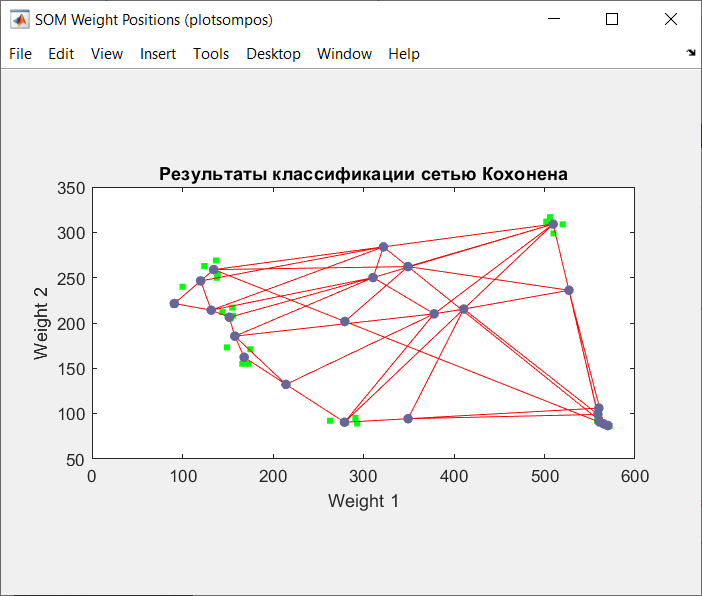 SOM Weight Positions (plotsompos)
File Edit View Insert Tools Desktop Window Help
Результаты классификации сетью Кохонена
350
300
250
200
150
100
50
Weight 2
0 100 200 300 400 500 600
Weight 1